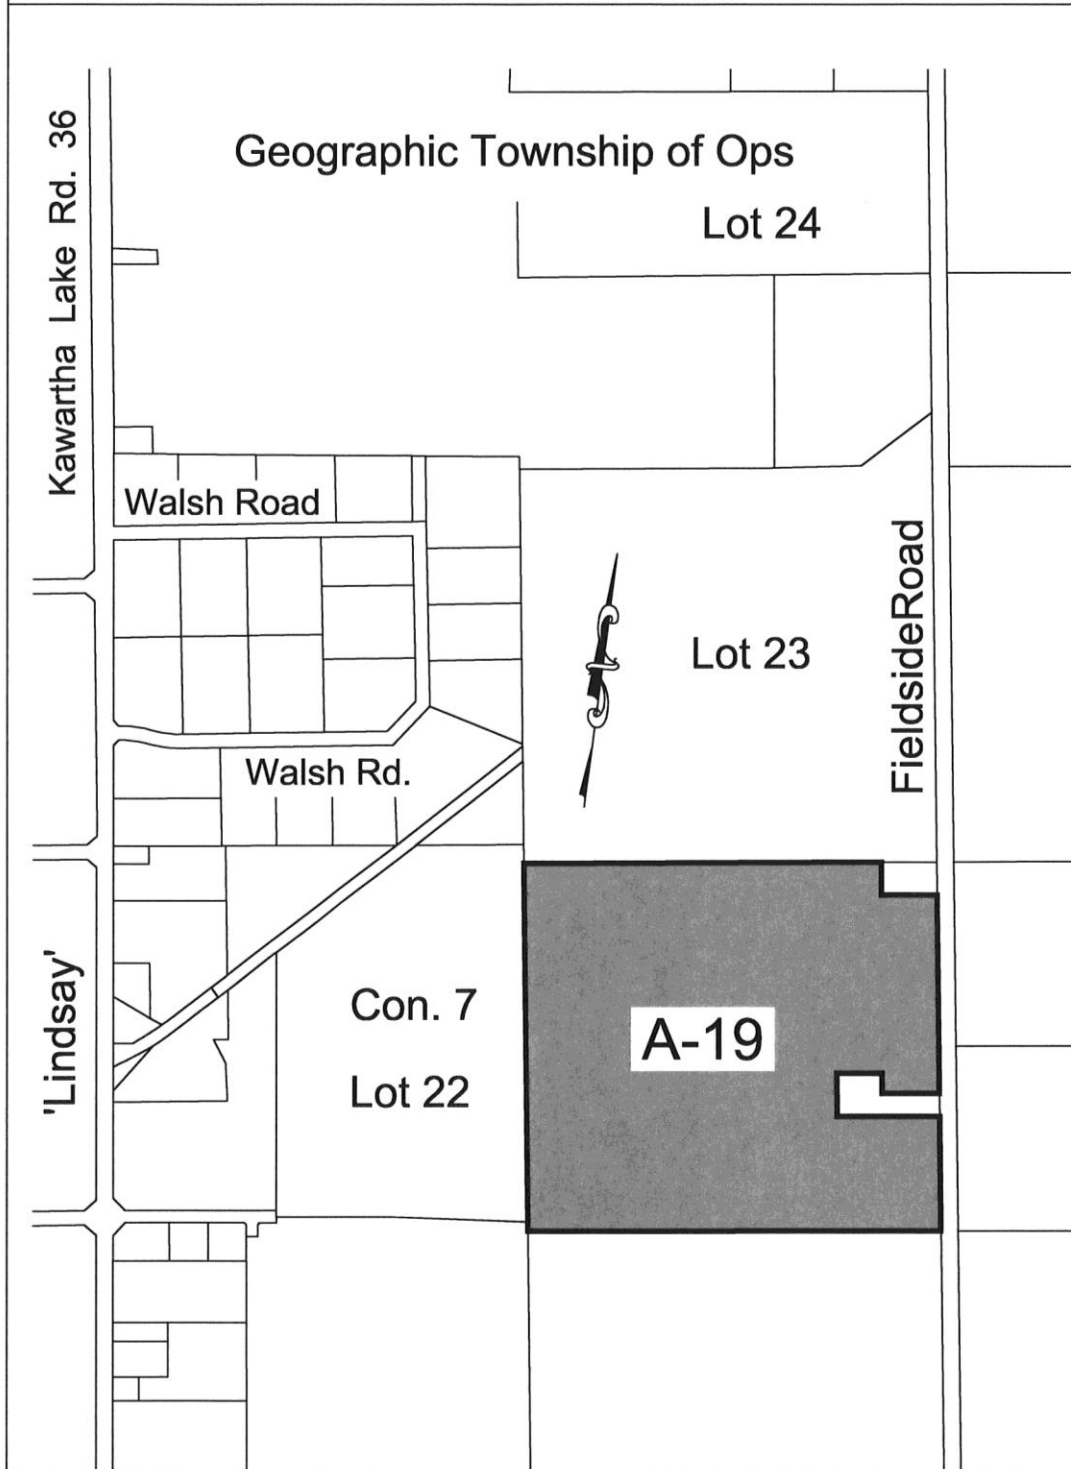 Geographic Township of Ops
Lot 24
Kawartha Lake Rd. 36
Walsh Road
FieldsideRoad
Lot 23
Walsh Rd.
'Lindsay'
Con. 7
A-19
Lot 22